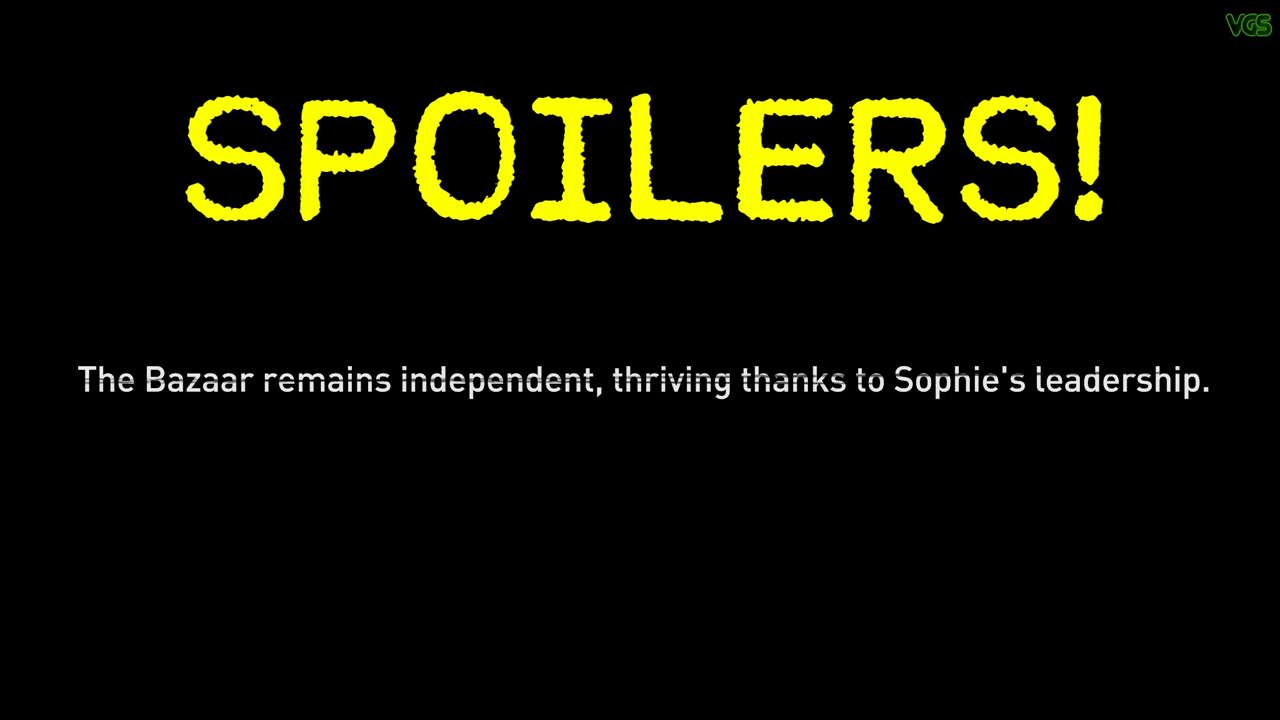 VGS
SPOILERS!
The Bazaar remains independent, thriving thanks to Sophie's leadership.